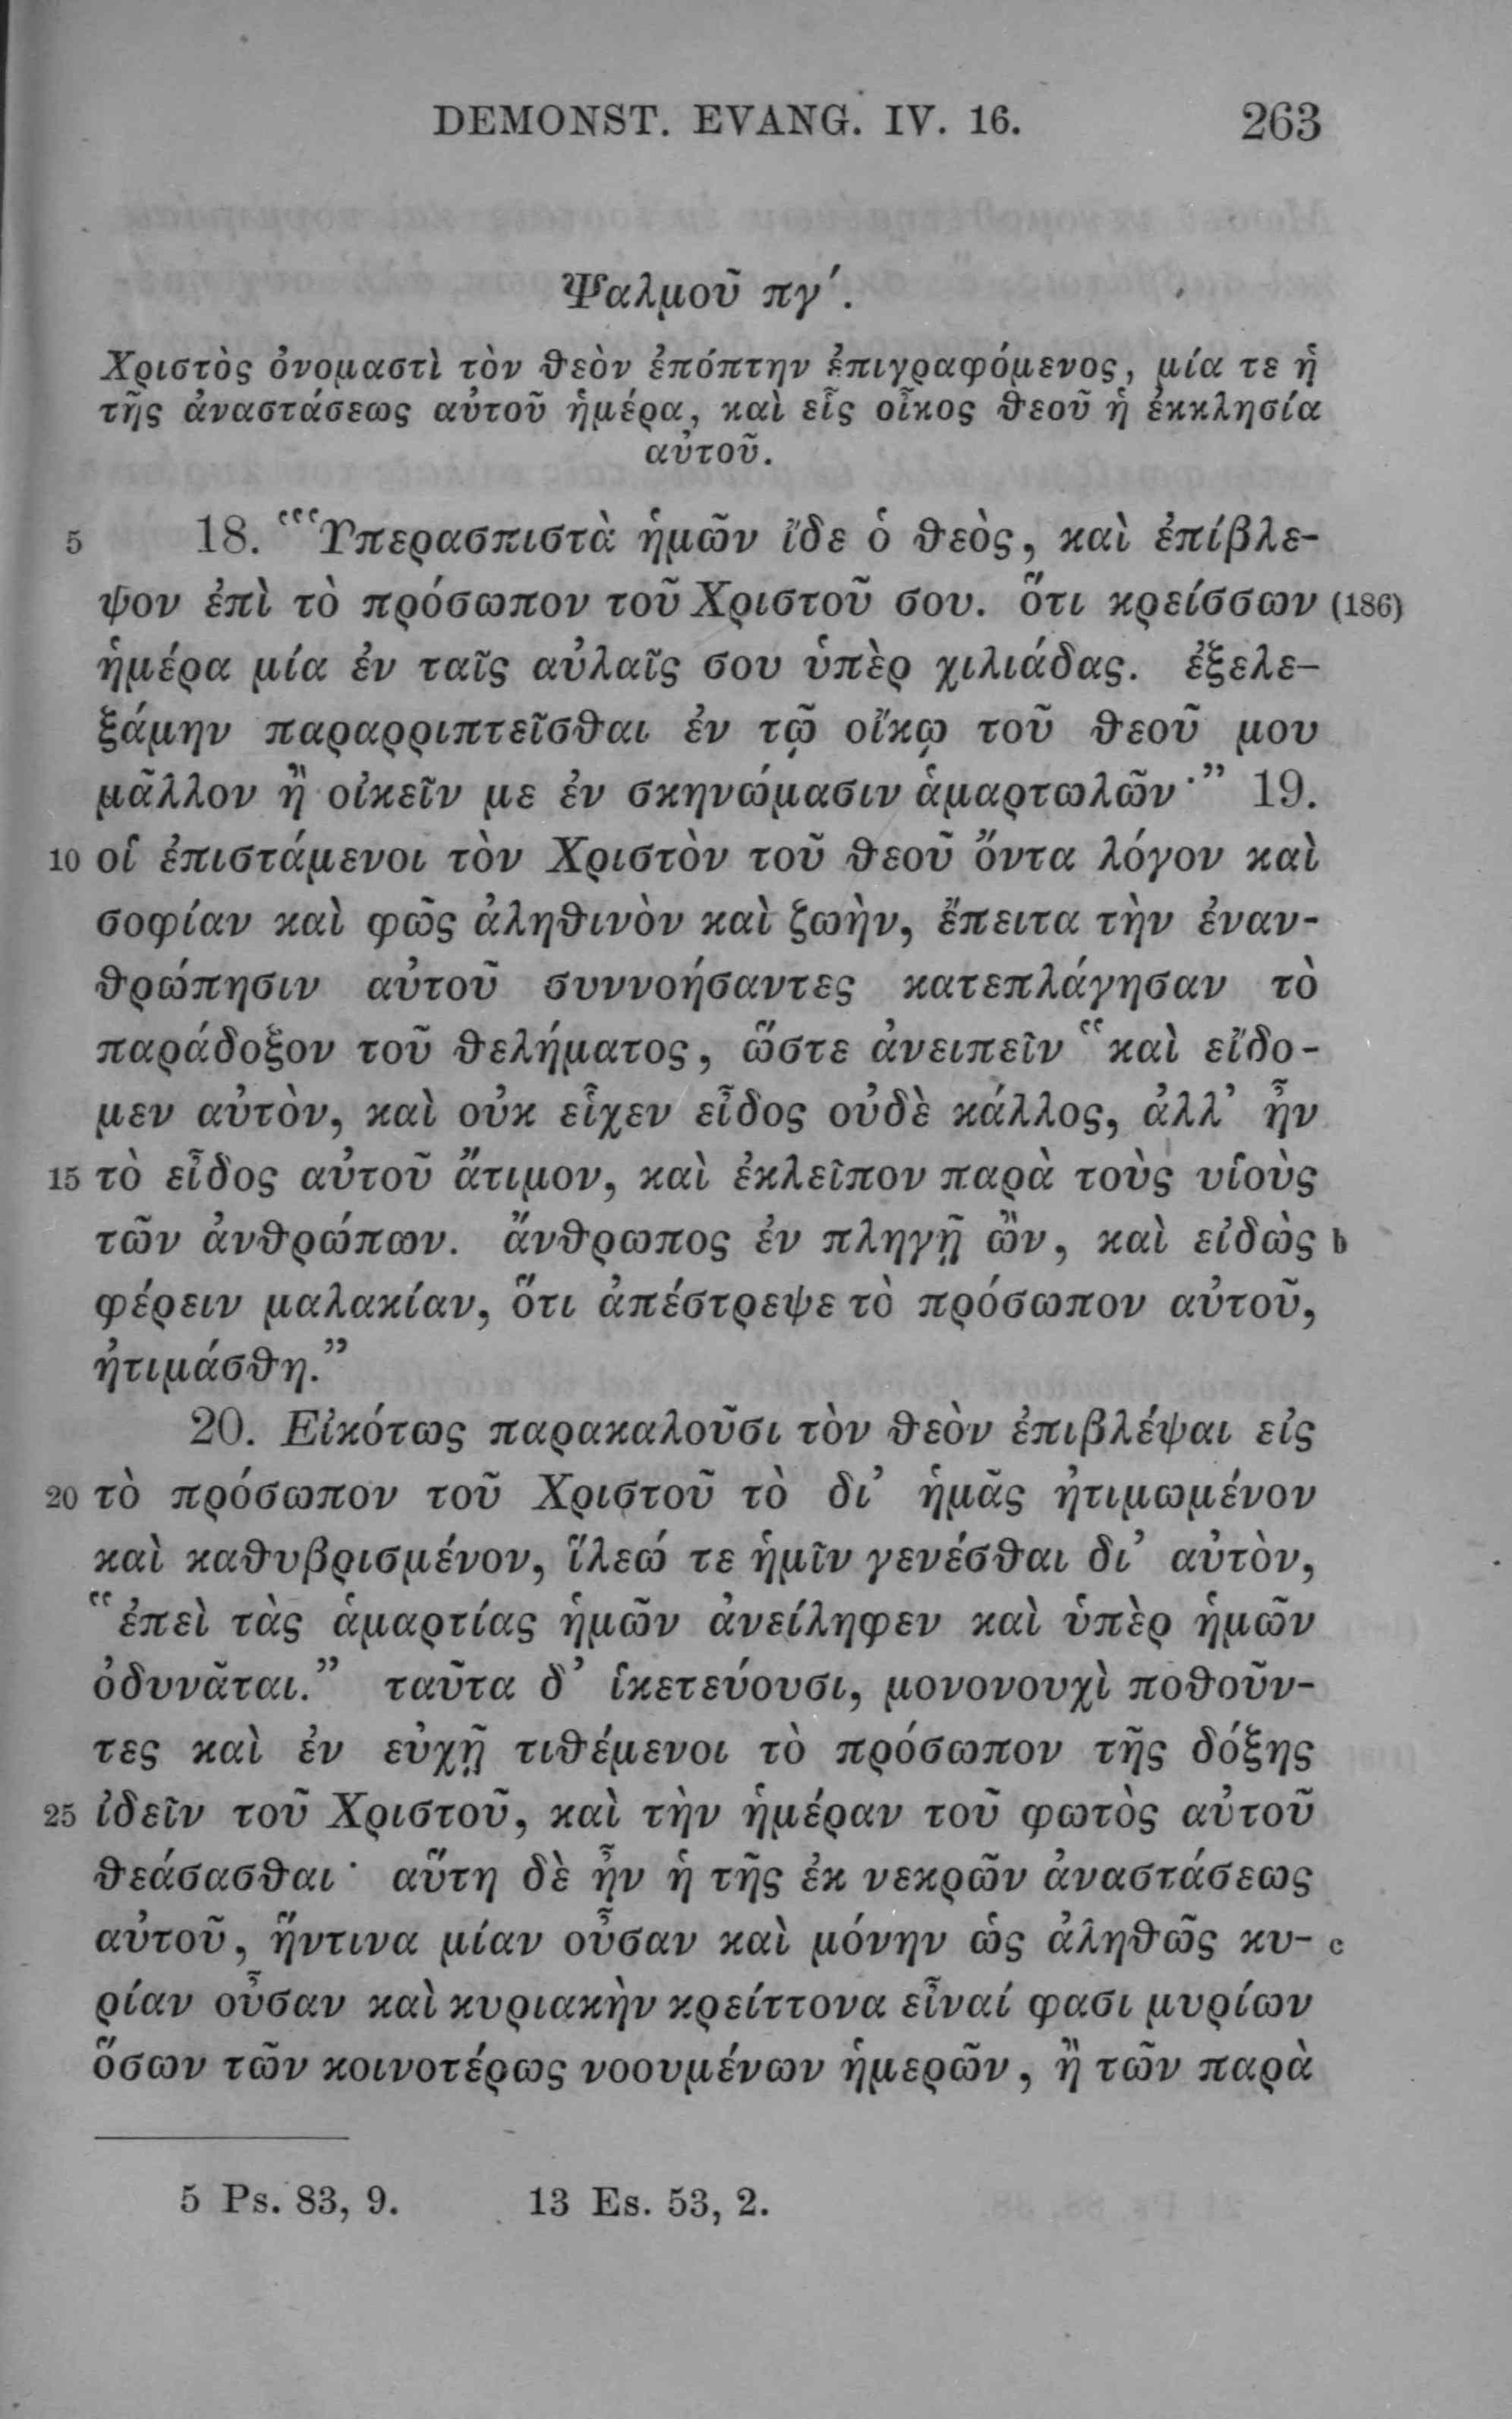 DEMONST. EVANG. IV. 16. 263
Ψαλμοῦ πγ΄.
Χριστὸς ὀνομαστὶ τὸν θεὸν ἐπόπτην ἐπιγραφόμενος, μία τε ἡ
τῆς ἀναστάσεως αὐτοῦ ἡμέρα, καὶ εἷς οἶκος θεοῦ ἡ ἐκκλησία
αὐτοῦ.
5 18. “Ὑπερασπιστὰ ἡμῶν ἴδε ὁ θεὸς, καὶ ἐπίβλε-
ψον ἐπὶ τὸ πρόσωπον τοῦ Χριστοῦ σου. ὅτι κρείσσων (186)
ἡμέρα μία ἐν ταῖς αὐλαῖς σου ὑπὲρ χιλιάδας. ἐξελε-
ξάμην παραρριπτεῖσθαι ἐν τῷ οἴκῳ τοῦ θεοῦ μου
μᾶλλον ἢ οἰκεῖν με ἐν σκηνώμασιν ἁμαρτωλῶν·” 19.
10 οἱ ἐπιστάμενοι τὸν Χριστὸν τοῦ θεοῦ ὄντα λόγον καὶ
σοφίαν καὶ φῶς ἀληθινὸν καὶ ζωὴν, ἔπειτα τὴν ἐναν-
θρώπησιν αὐτοῦ συννοήσαντες κατεπλάγησαν τὸ
παράδοξον τοῦ θελήματος, ὥστε ἀνειπεῖν “καὶ εἴδο-
μεν αὐτὸν, καὶ οὐκ εἶχεν εἶδος οὐδὲ κάλλος, ἀλλ’ ἦν
15 τὸ εἶδος αὐτοῦ ἄτιμον, καὶ ἐκλεῖπον παρὰ τοὺς υἱοὺς
τῶν ἀνθρώπων. ἄνθρωπος ἐν πληγῇ ὢν, καὶ εἰδὼς b
φέρειν μαλακίαν, ὅτι ἀπέστρεψε τὸ πρόσωπον αὐτοῦ,
ἠτιμάσθη.”
20. Εἰκότως παρακαλοῦσι τὸν θεὸν ἐπιβλέψαι εἰς
20 τὸ πρόσωπον τοῦ Χριστοῦ τὸ δι’ ἡμᾶς ἠτιμωμένον
καὶ καθυβρισμένον, ἵλεώ τε ἡμῖν γενέσθαι δι’ αὐτὸν,
“ἐπεὶ τὰς ἁμαρτίας ἡμῶν ἀνείληφεν καὶ ὑπὲρ ἡμῶν
ὀδυνᾶται.” ταῦτα δ’ ἱκετεύουσι, μονονουχὶ ποθοῦν-
τες καὶ ἐν εὐχῇ τιθέμενοι τὸ πρόσωπον τῆς δόξης
25 ἰδεῖν τοῦ Χριστοῦ, καὶ τὴν ἡμέραν τοῦ φωτὸς αὐτοῦ
θεάσασθαι· αὕτη δὲ ἦν ἡ τῆς ἐκ νεκρῶν ἀναστάσεως
αὐτοῦ, ἥντινα μίαν οὖσαν καὶ μόνην ὡς ἀληθῶς κυ- c
ρίαν οὖσαν καὶ κυριακὴν κρείττονα εἶναί φασι μυρίων
ὅσων τῶν κοινοτέρως νοουμένων ἡμερῶν, ἢ τῶν παρὰ
5 Ps. 83, 9. 13 Es. 53, 2.